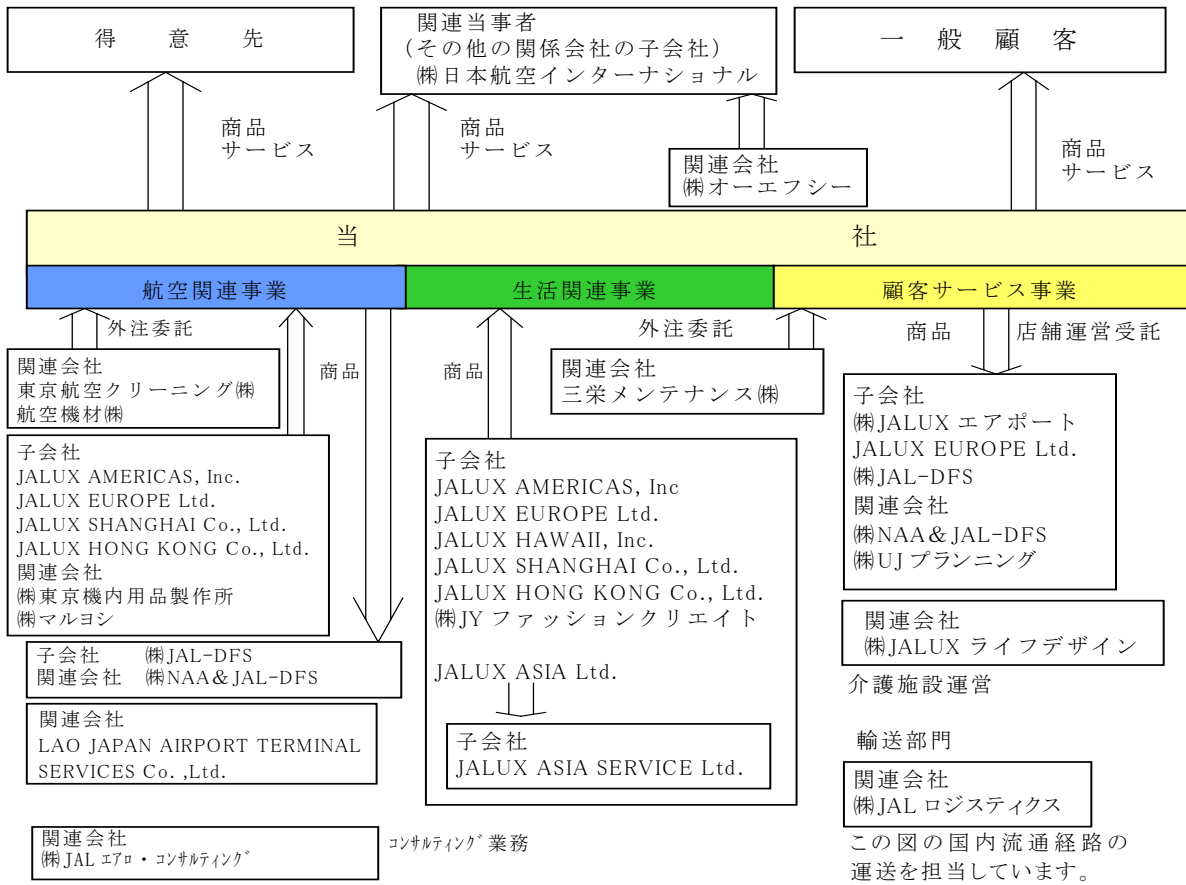 得意先
関連当事者
(その他の関係会社の子会社)
㈱日本航空インターナショナル
一般顧客
商品
サービス
商品
サービス
関連会社
㈱オーエフシー
商品
サービス
当社
航空関連事業
生活関連事業
顧客サービス事業
外注委託
商品
関連会社
東京航空クリーニング㈱
航空機材㈱
子会社
JALUX AMERICAS, Inc.
JALUX EUROPE Ltd.
JALUX SHANGHAI Co., Ltd.
JALUX HONG KONG Co., Ltd.
関連会社
㈱東京機内用品製作所
㈱マルヨシ
子会社 ㈱JAL-DFS
関連会社 ㈱NAA&JAL-DFS
関連会社
LAO JAPAN AIRPORT TERMINAL
SERVICES Co. ,Ltd.
関連会社
㈱JAL エアロ・コンサルティング
コンサルティング業務
商品
外注委託
関連会社
三栄メンテナンス㈱
子会社
JALUX AMERICAS, Inc
JALUX EUROPE Ltd.
JALUX HAWAII, Inc.
JALUX SHANGHAI Co., Ltd.
JALUX HONG KONG Co., Ltd.
㈱JY ファッションクリエイト
JALUX ASIA Ltd.
子会社
JALUX ASIA SERVICE Ltd.
商品
店舗運営受託
子会社
㈱JALUX エアポート
JALUX EUROPE Ltd.
㈱JAL-DFS
関連会社
㈱NAA&JAL-DFS
㈱UJ プランニング
関連会社
㈱JALUX ライフデザイン
介護施設運営
輸送部門
関連会社
㈱JAL ロジスティクス
この図の国内流通経路の
運送を担当しています。